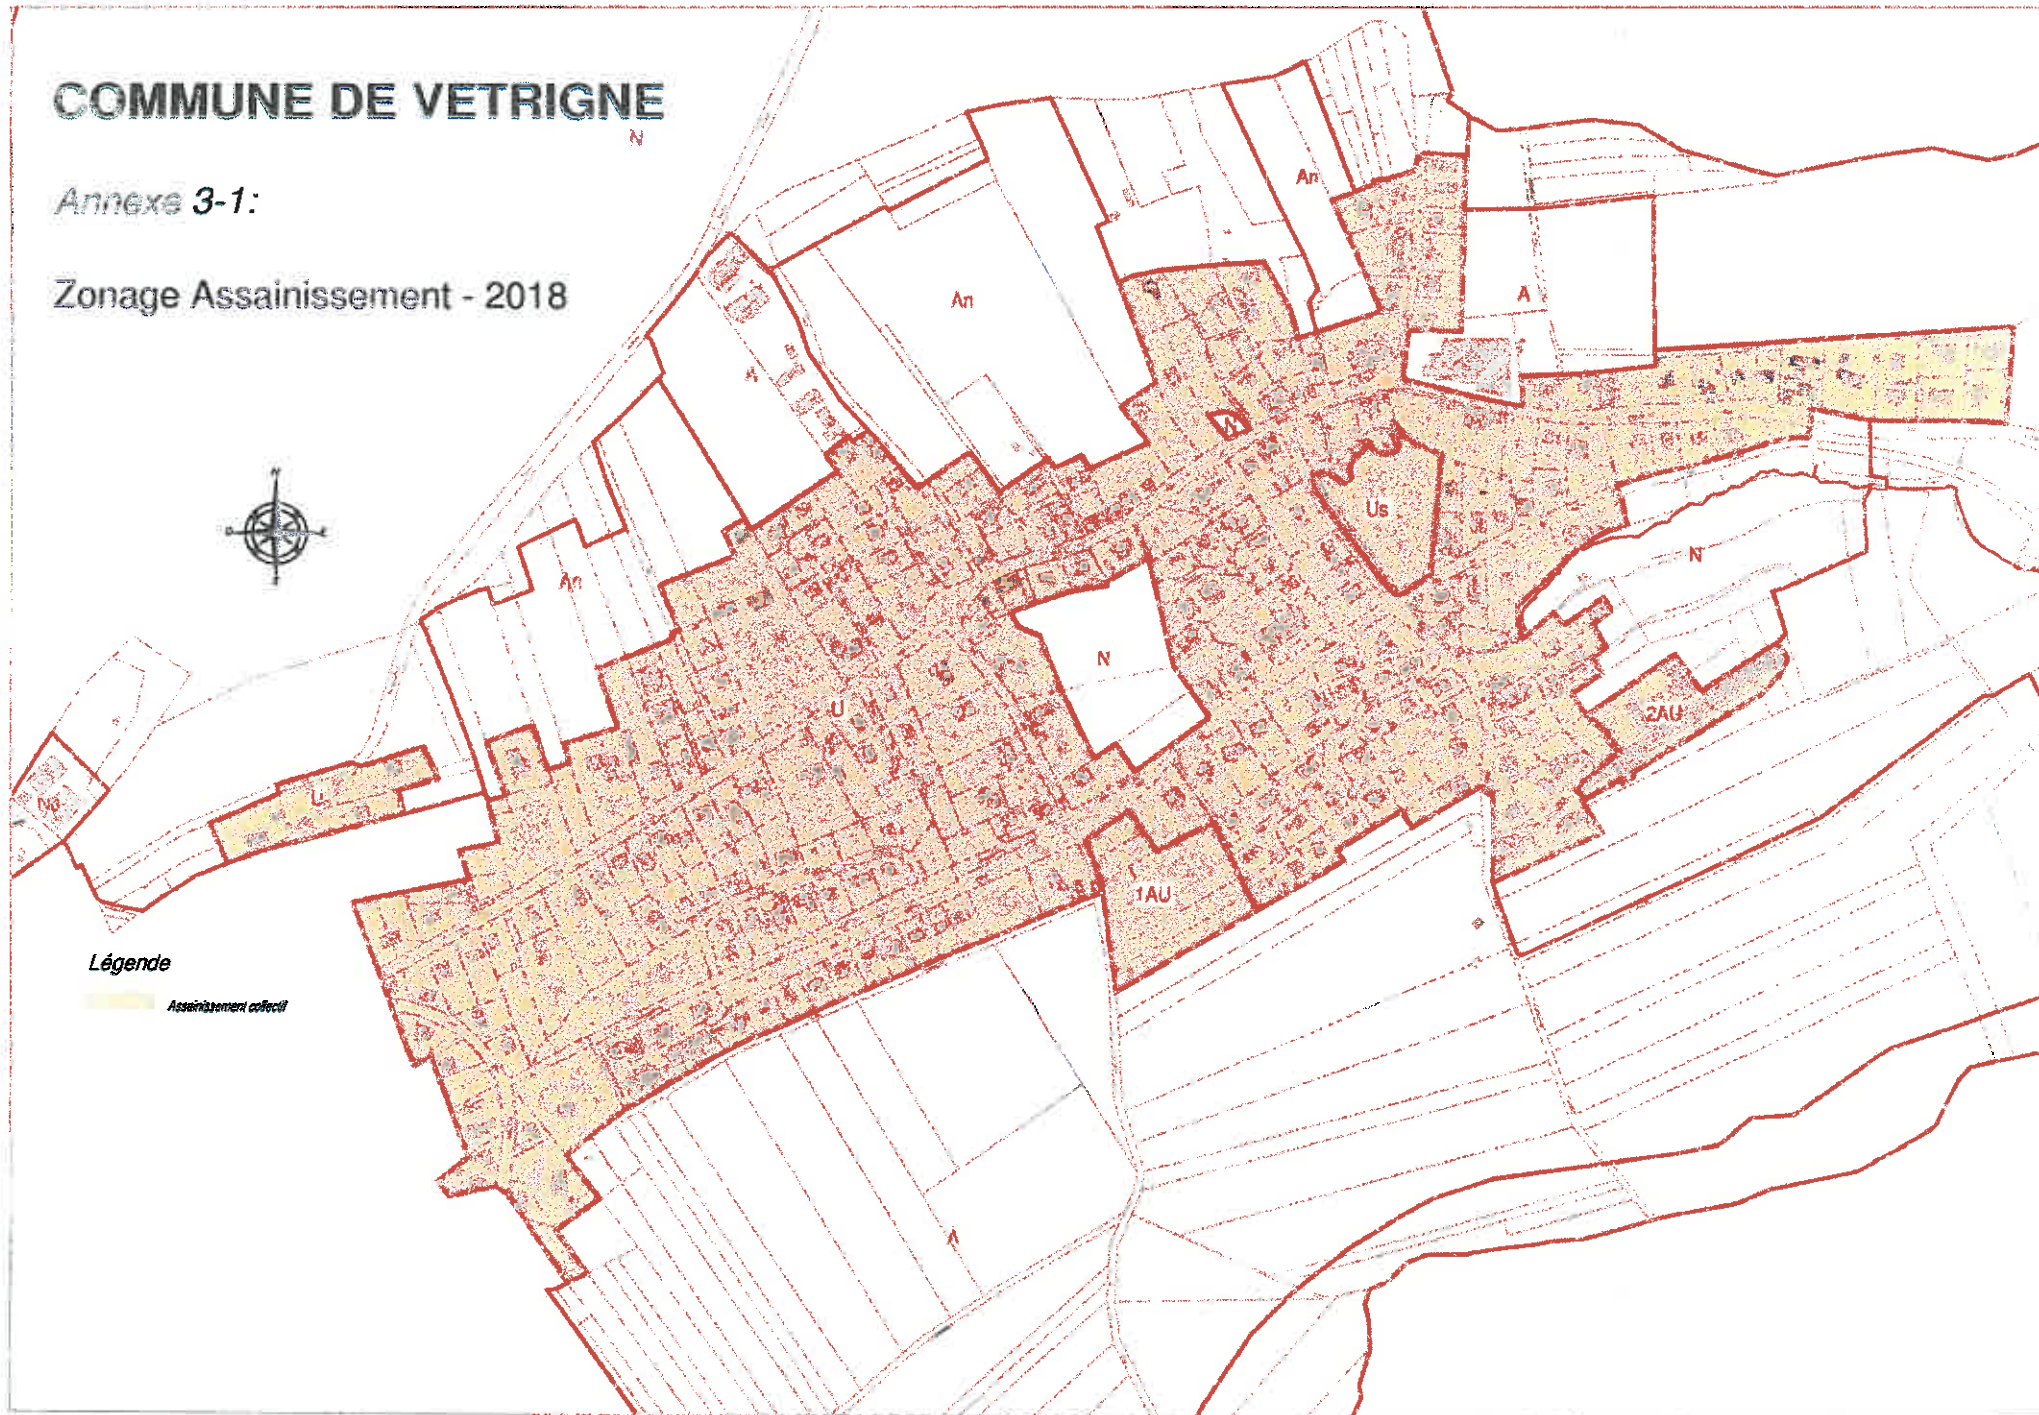 COMMUNE DE VETRIGNE
N
Annexe 3-1:
Zonage Assainissement - 2018
An
An
A
A
Us
N
An
N
U
2AU
U
1AU
A
N
O
E
Légende
Assainissement collectif